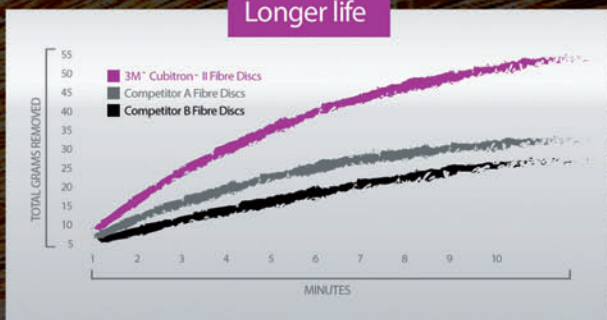 Longer life
55
50
45
40
35
30
25
20
15
10
5
TOTAL GRAMS REMOVED
3M™ Cubitron™ II Fibre Discs
Competitor A Fibre Discs
Competitor B Fibre Discs
1 2 3 4 5 6 7 8 9 10
MINUTES